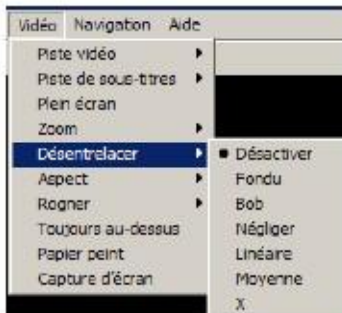 Vidéo Navigation Aide
Piste vidéo
Piste de sous-titres
Plein écran
Zoom
Désentrelacer
Aspect
Rogner
Toujours au-dessus
Papier peint
Capture d'écran
Désactiver
Fondu
Bob
Négliger
Linéaire
Moyenne
X